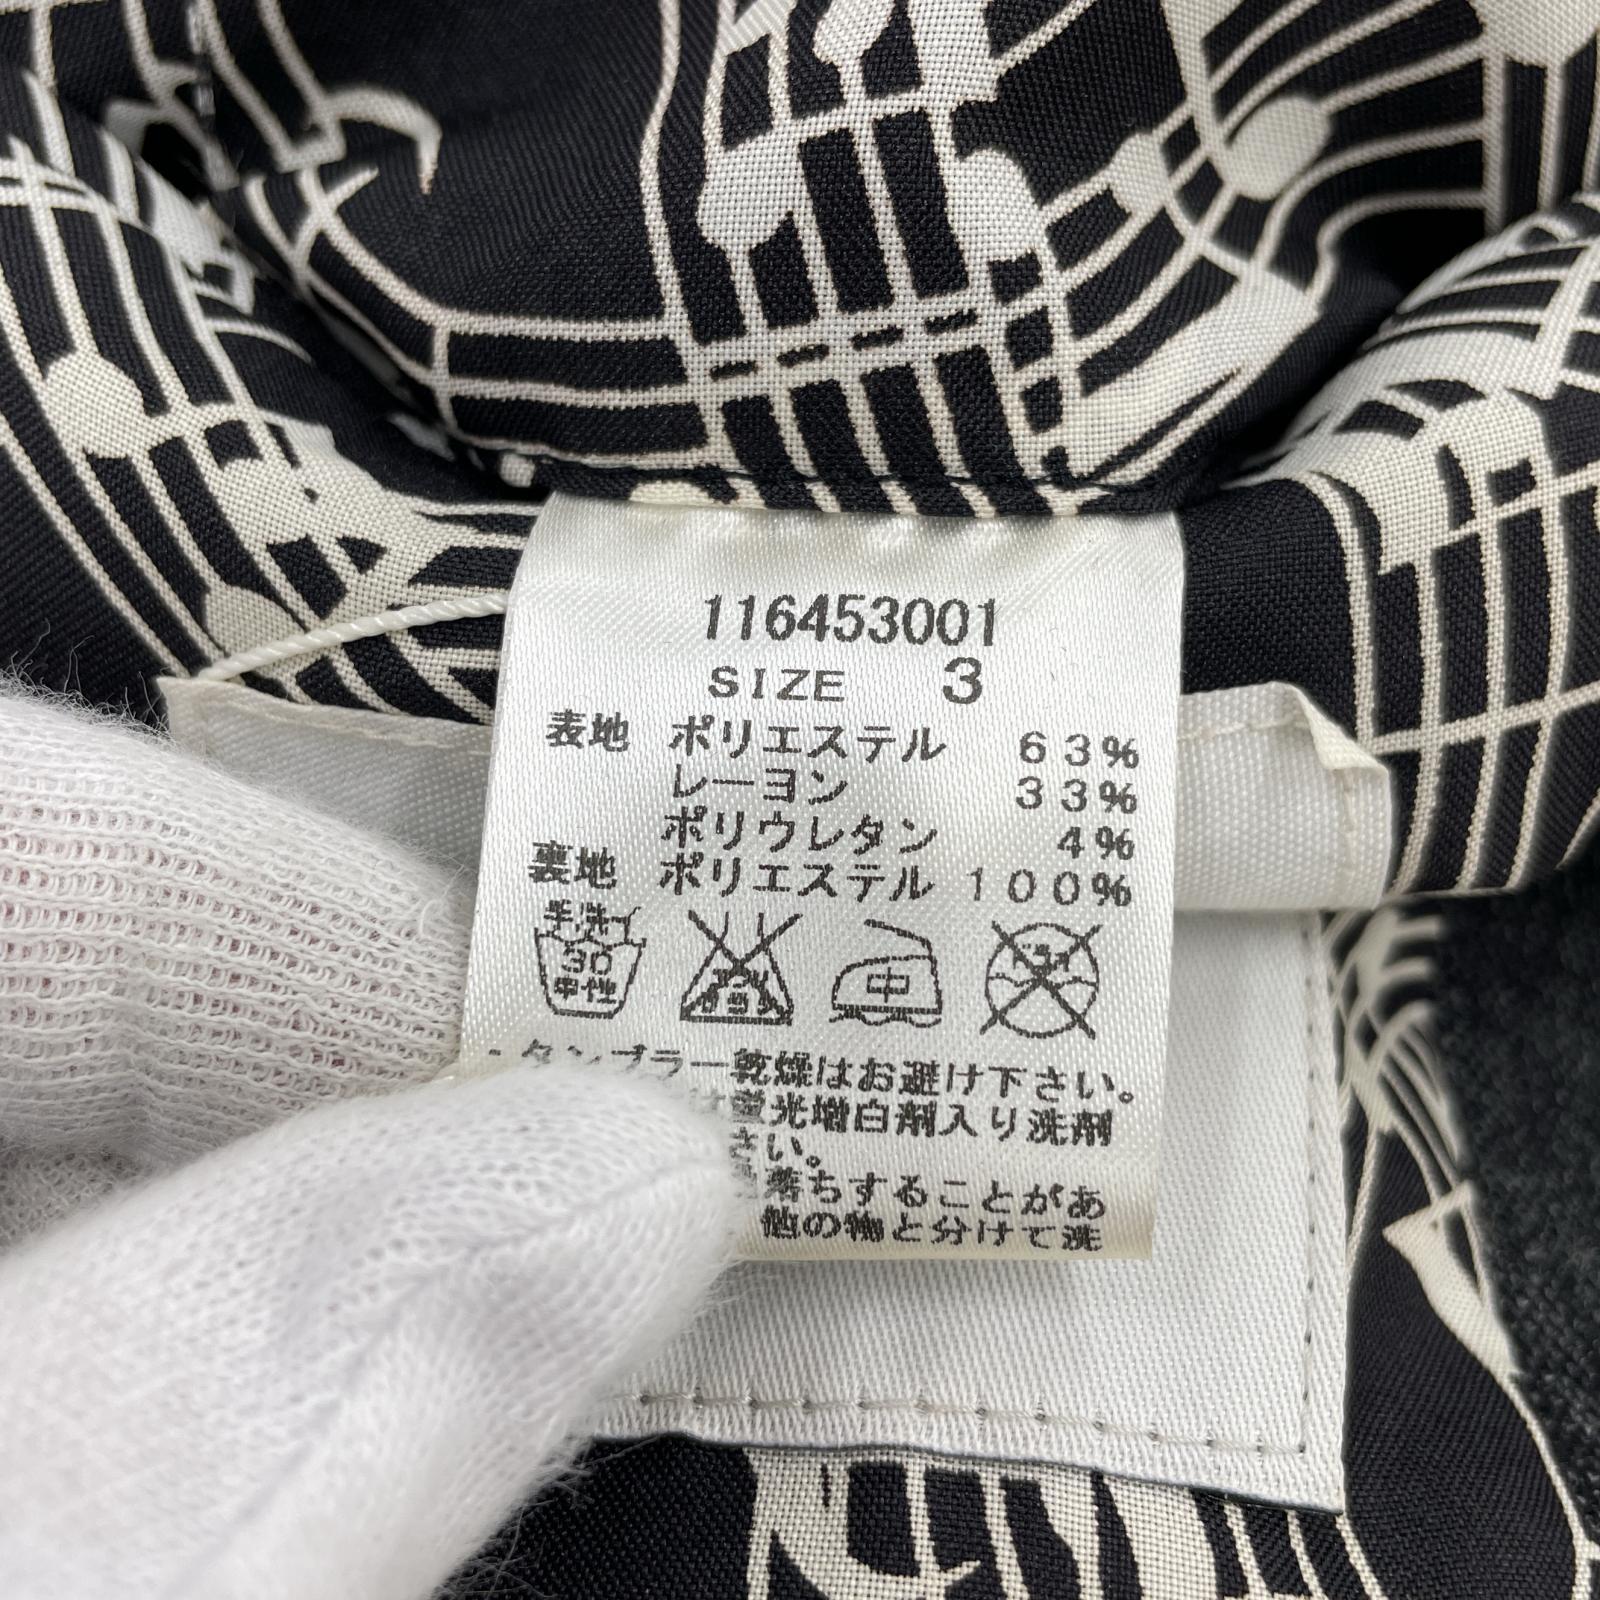 116453001
SIZE 3
表地 ポリエステル 63%
レーヨン 33%
ポリウレタン 4%
裏地 ポリエステル 100%
手洗イ
30
中性
中
・タンブラー乾燥はお避け下さい。
蛍光増白剤入り洗剤
さい。
落ちすることがあ
他の物と分けて洗